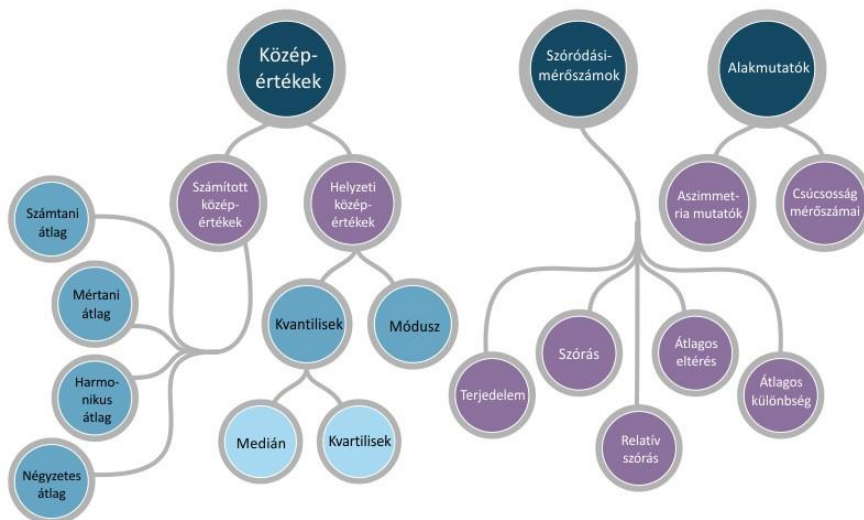 Közép-
értékek
Szóródási-
mérőszámok
Alakmutatók
Számított
közép-
értékek
Helyzeti
közép-
értékek
Aszimmet-
ria mutatók
Csúcsosság
mérőszámai
Számtani
átlag
Mértani
átlag
Harmo-
nikus
átlag
Négyzetes
átlag
Kvantilisek
Módusz
Medián
Kvartilisek
Terjedelem
Szórás
Relatív
szórás
Átlagos
eltérés
Átlagos
különbség